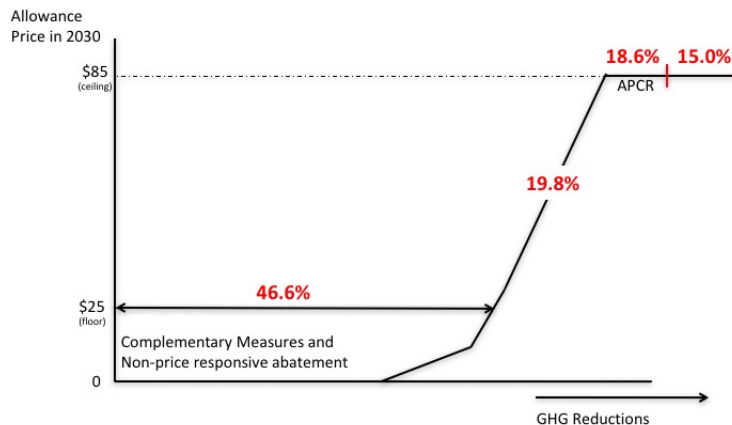 Allowance
Price in 2030
18.6%
15.0%
$85
(ceiling)
APCR
19.8%
46.6%
$25
(floor)
Complementary Measures and
Non-price responsive abatement
0
GHG Reductions